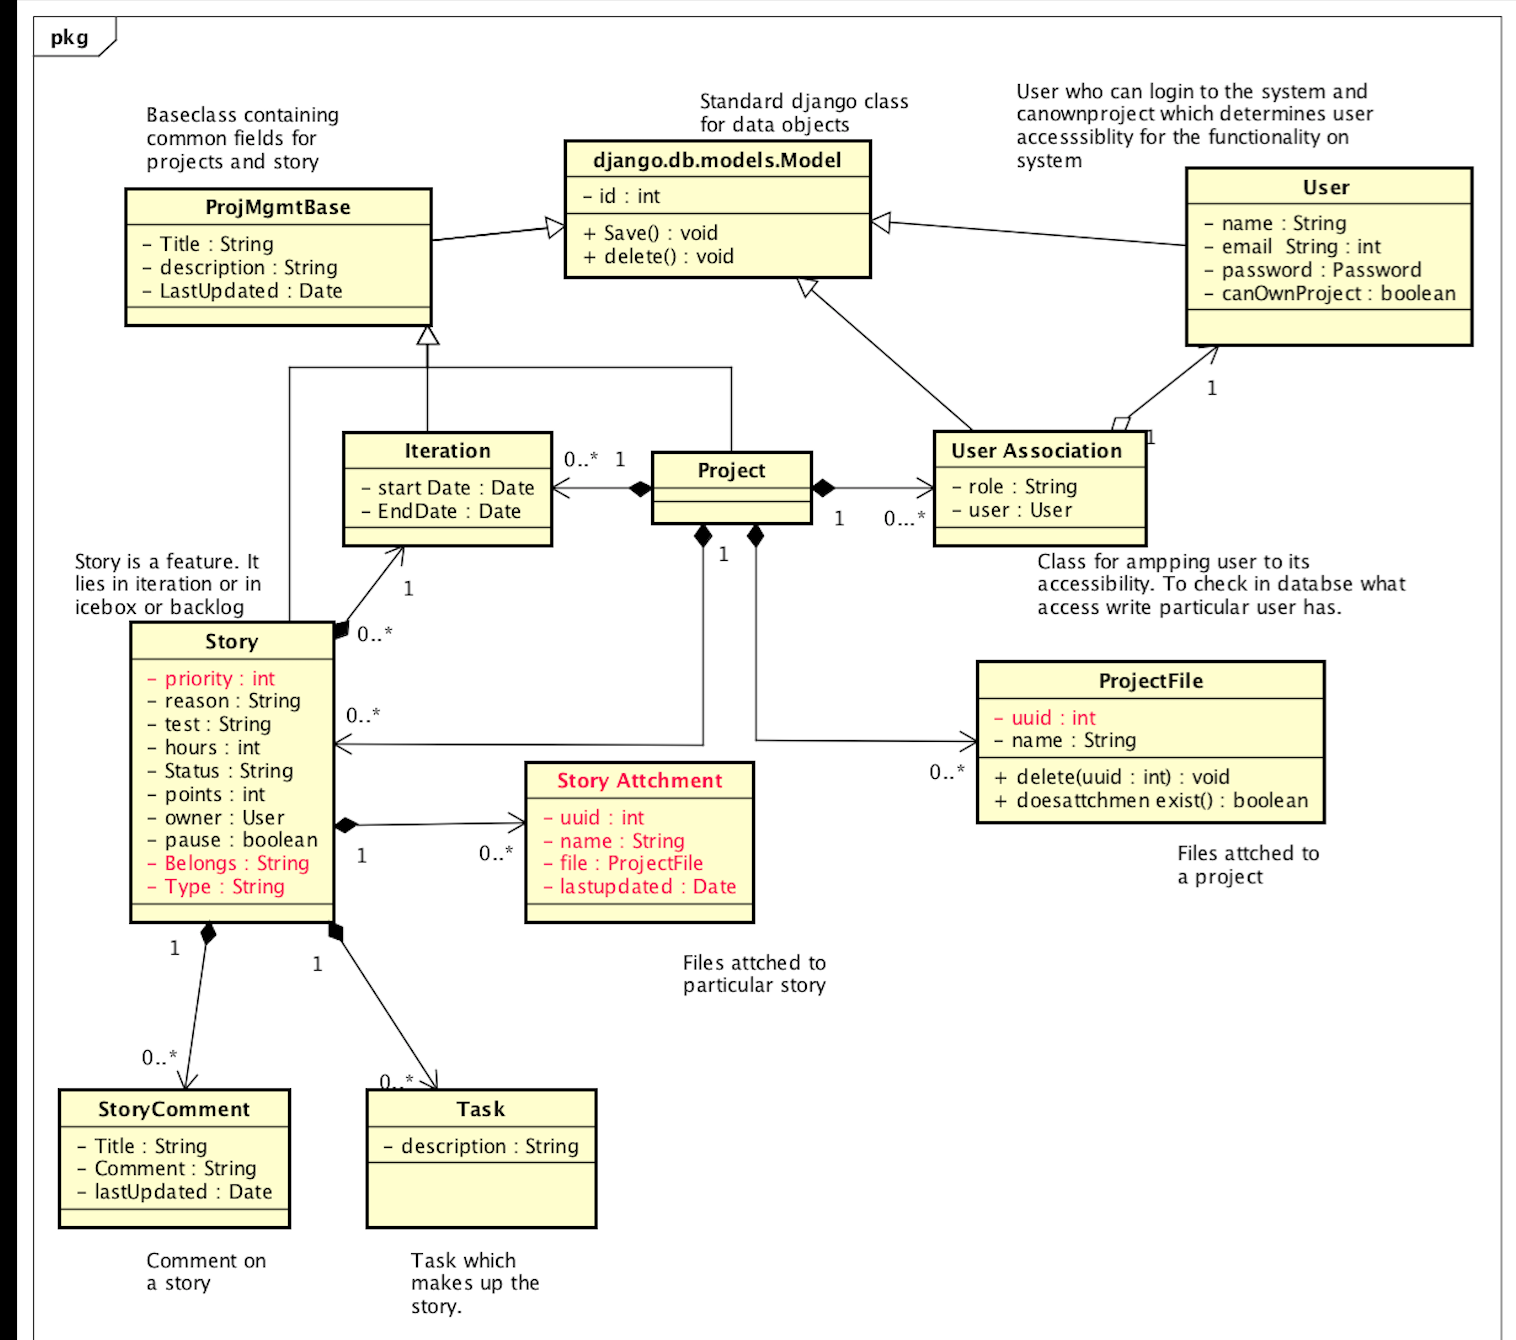 pkg
Baseclass containing
common fields for
projects and story
Standard django class
for data objects
User who can login to the system and
canownproject which determines user
accesssiblity for the functionality on
system
ProjMgmtBase
– Title : String
– description : String
– LastUpdated : Date
django.db.models.Model
– id : int
+ Save() : void
+ delete() : void
User
– name : String
– email  String : int
– password : Password
– canOwnProject : boolean
1
1
Iteration
– start Date : Date
– EndDate : Date
0..*
1
Project
1
0...*
User Association
– role : String
– user : User
Class for ampping user to its
accessibility. To check in databse what
access write particular user has.
1
1
0..*
Story is a feature. It
lies in iteration or in
icebox or backlog
Story
– priority : int
– reason : String
– test : String
– hours : int
– Status : String
– points : int
– owner : User
– pause : boolean
– Belongs : String
– Type : String
0..*
ProjectFile
– uuid : int
– name : String
+ delete(uuid : int) : void
+ doesattchmen exist() : boolean
0..*
Files attched to
a project
Story Attchment
– uuid : int
– name : String
– file : ProjectFile
– lastupdated : Date
1
0..*
Files attched to
particular story
1
1
0..*
0..*
StoryComment
– Title : String
– Comment : String
– lastUpdated : Date
Task
– description : String
Comment on
a story
Task which
makes up the
story.